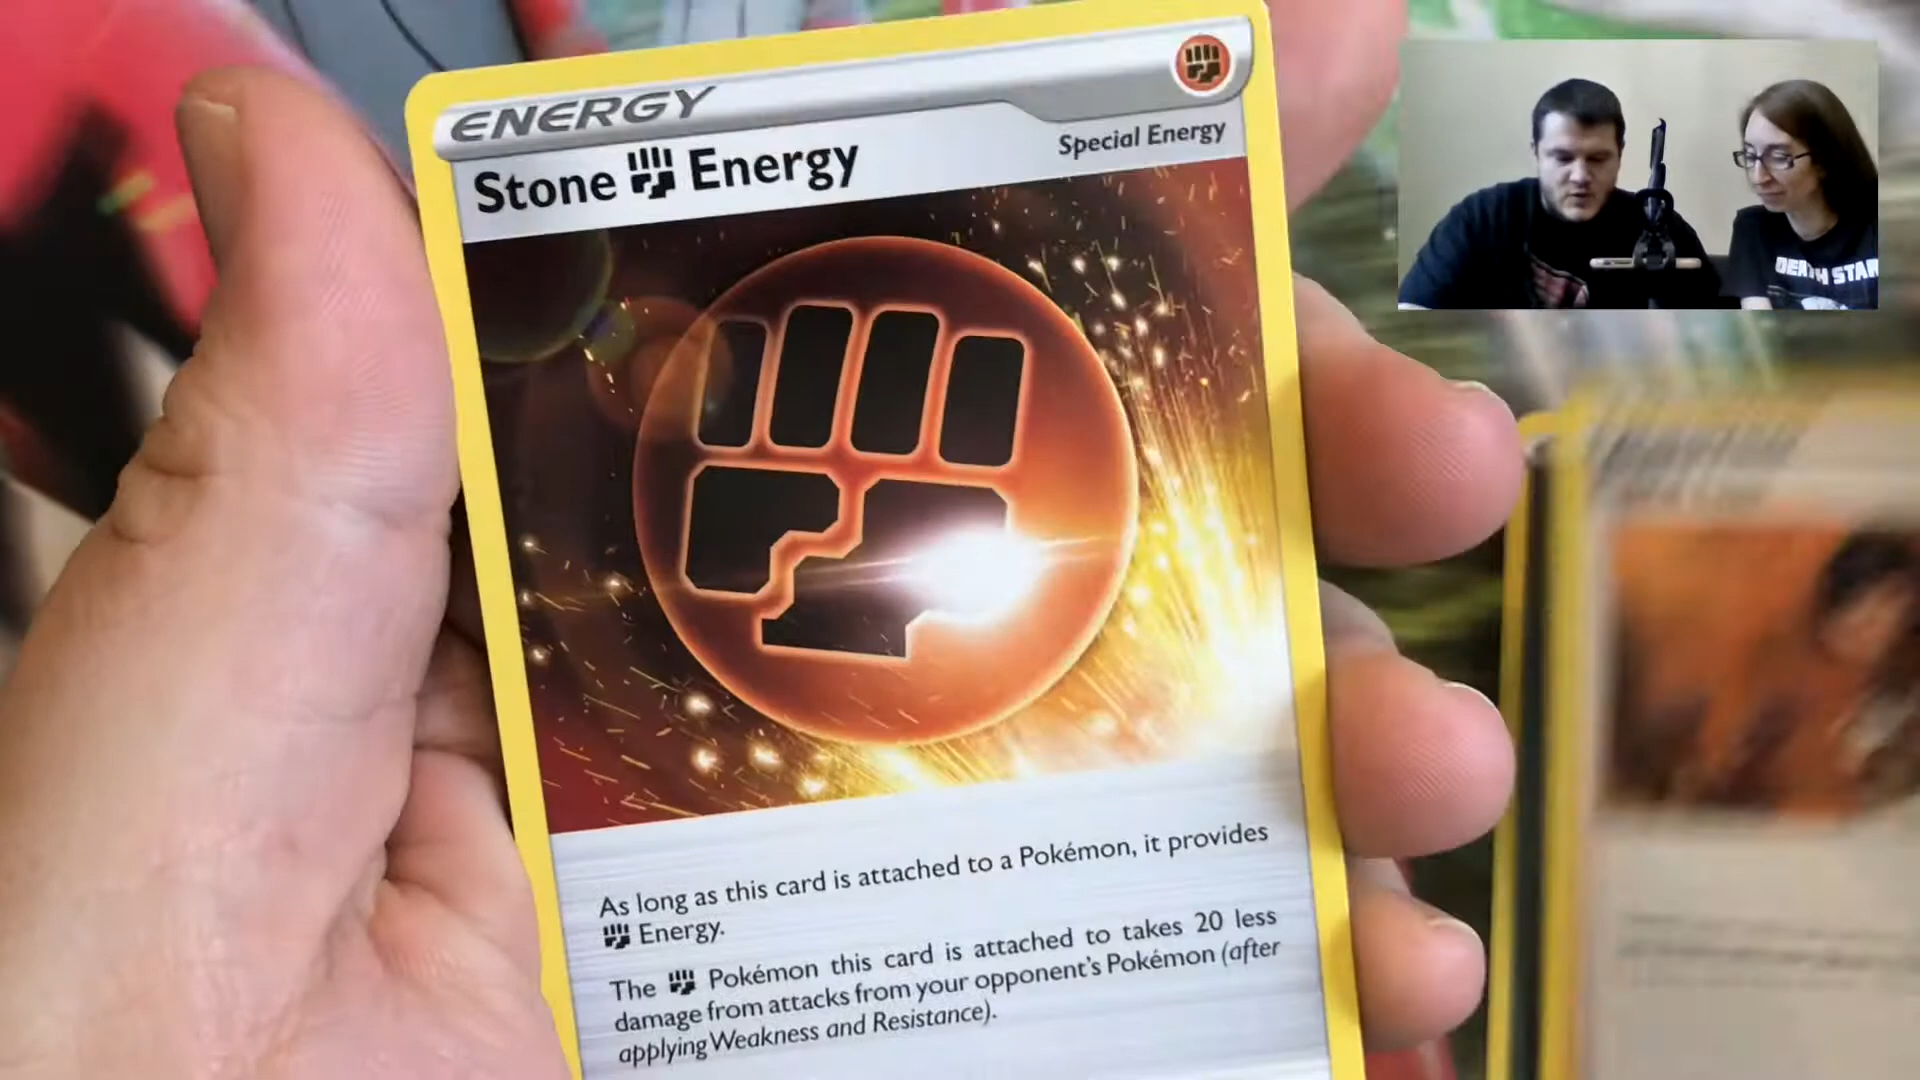 ENERGY
Stone Energy
Special Energy
As long as this card is attached to a Pokémon, it provides
Energy.
The Pokémon this card is attached to takes 20 less
damage from attacks from your opponent's Pokémon (after
applying Weakness and Resistance).
DEATH STAR